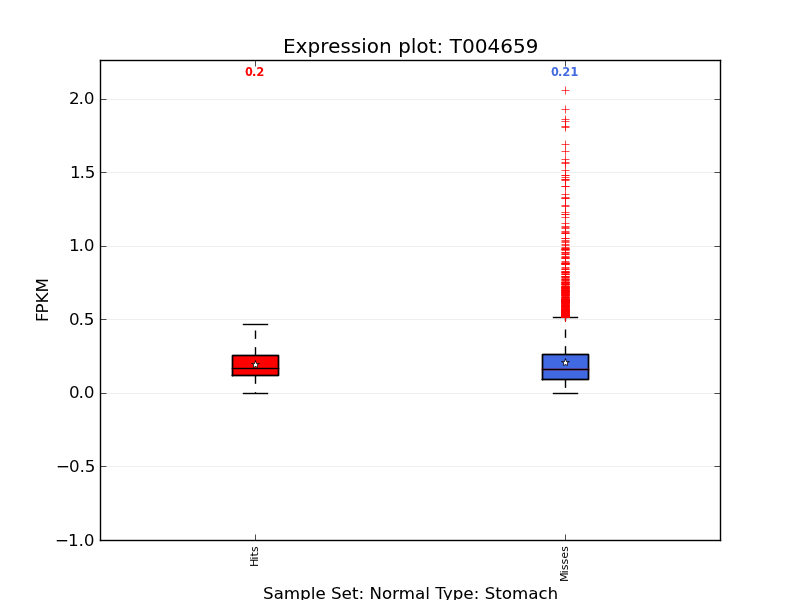 Expression plot: T004659
0.2
0.21
2.0
1.5
1.0
0.5
0.0
−0.5
−1.0
FPKM
Hits
Misses
Sample Set: Normal Type: Stomach